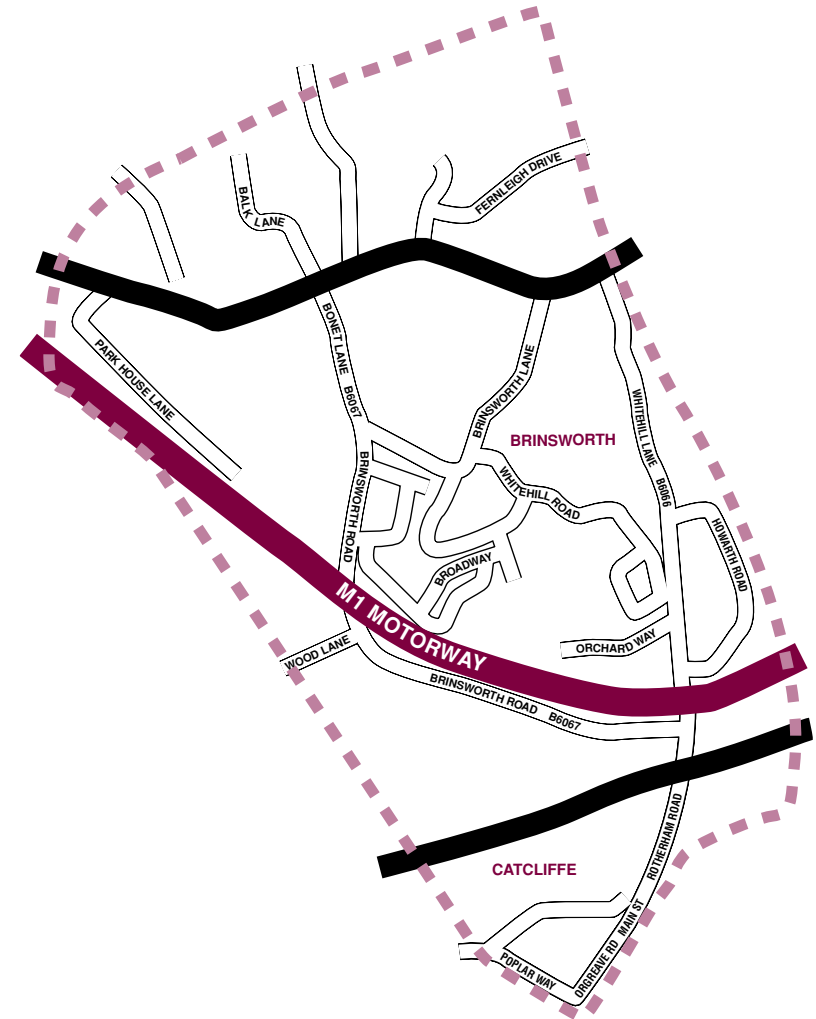 FERNLEIGH DRIVE
BALK LANE
BONET LANE B6067
PARK HOUSE LANE
BRINSWORTH LANE
WHITEHILL LANE B6066
BRINSWORTH
BRINSWORTH ROAD
WHITEHILL ROAD
HOWARTH ROAD
BROADWAY
M1 MOTORWAY
ORCHARD WAY
WOOD LANE
BRINSWORTH ROAD B6067
ROTHERHAM ROAD
CATCLIFFE
MAIN ST
ORGREAVE RD
POPLAR WAY